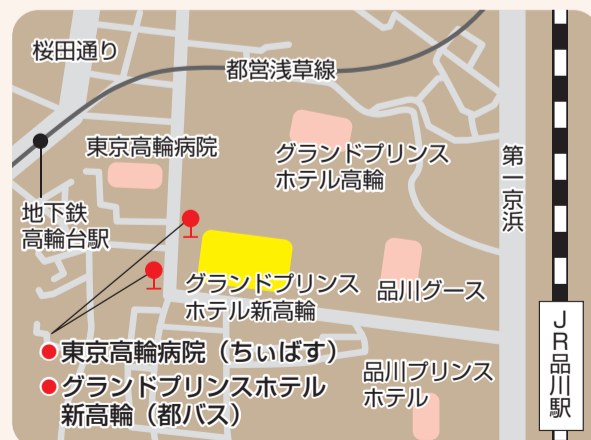 桜田通り
都営浅草線
東京高輪病院
グランドプリンス
ホテル高輪
第一京浜
地下鉄
高輪台駅
グランドプリンス
ホテル新高輪
品川グース
JR品川駅
●東京高輪病院（ちぃばす）
●グランドプリンスホテル
新高輪（都バス）
品川プリンス
ホテル